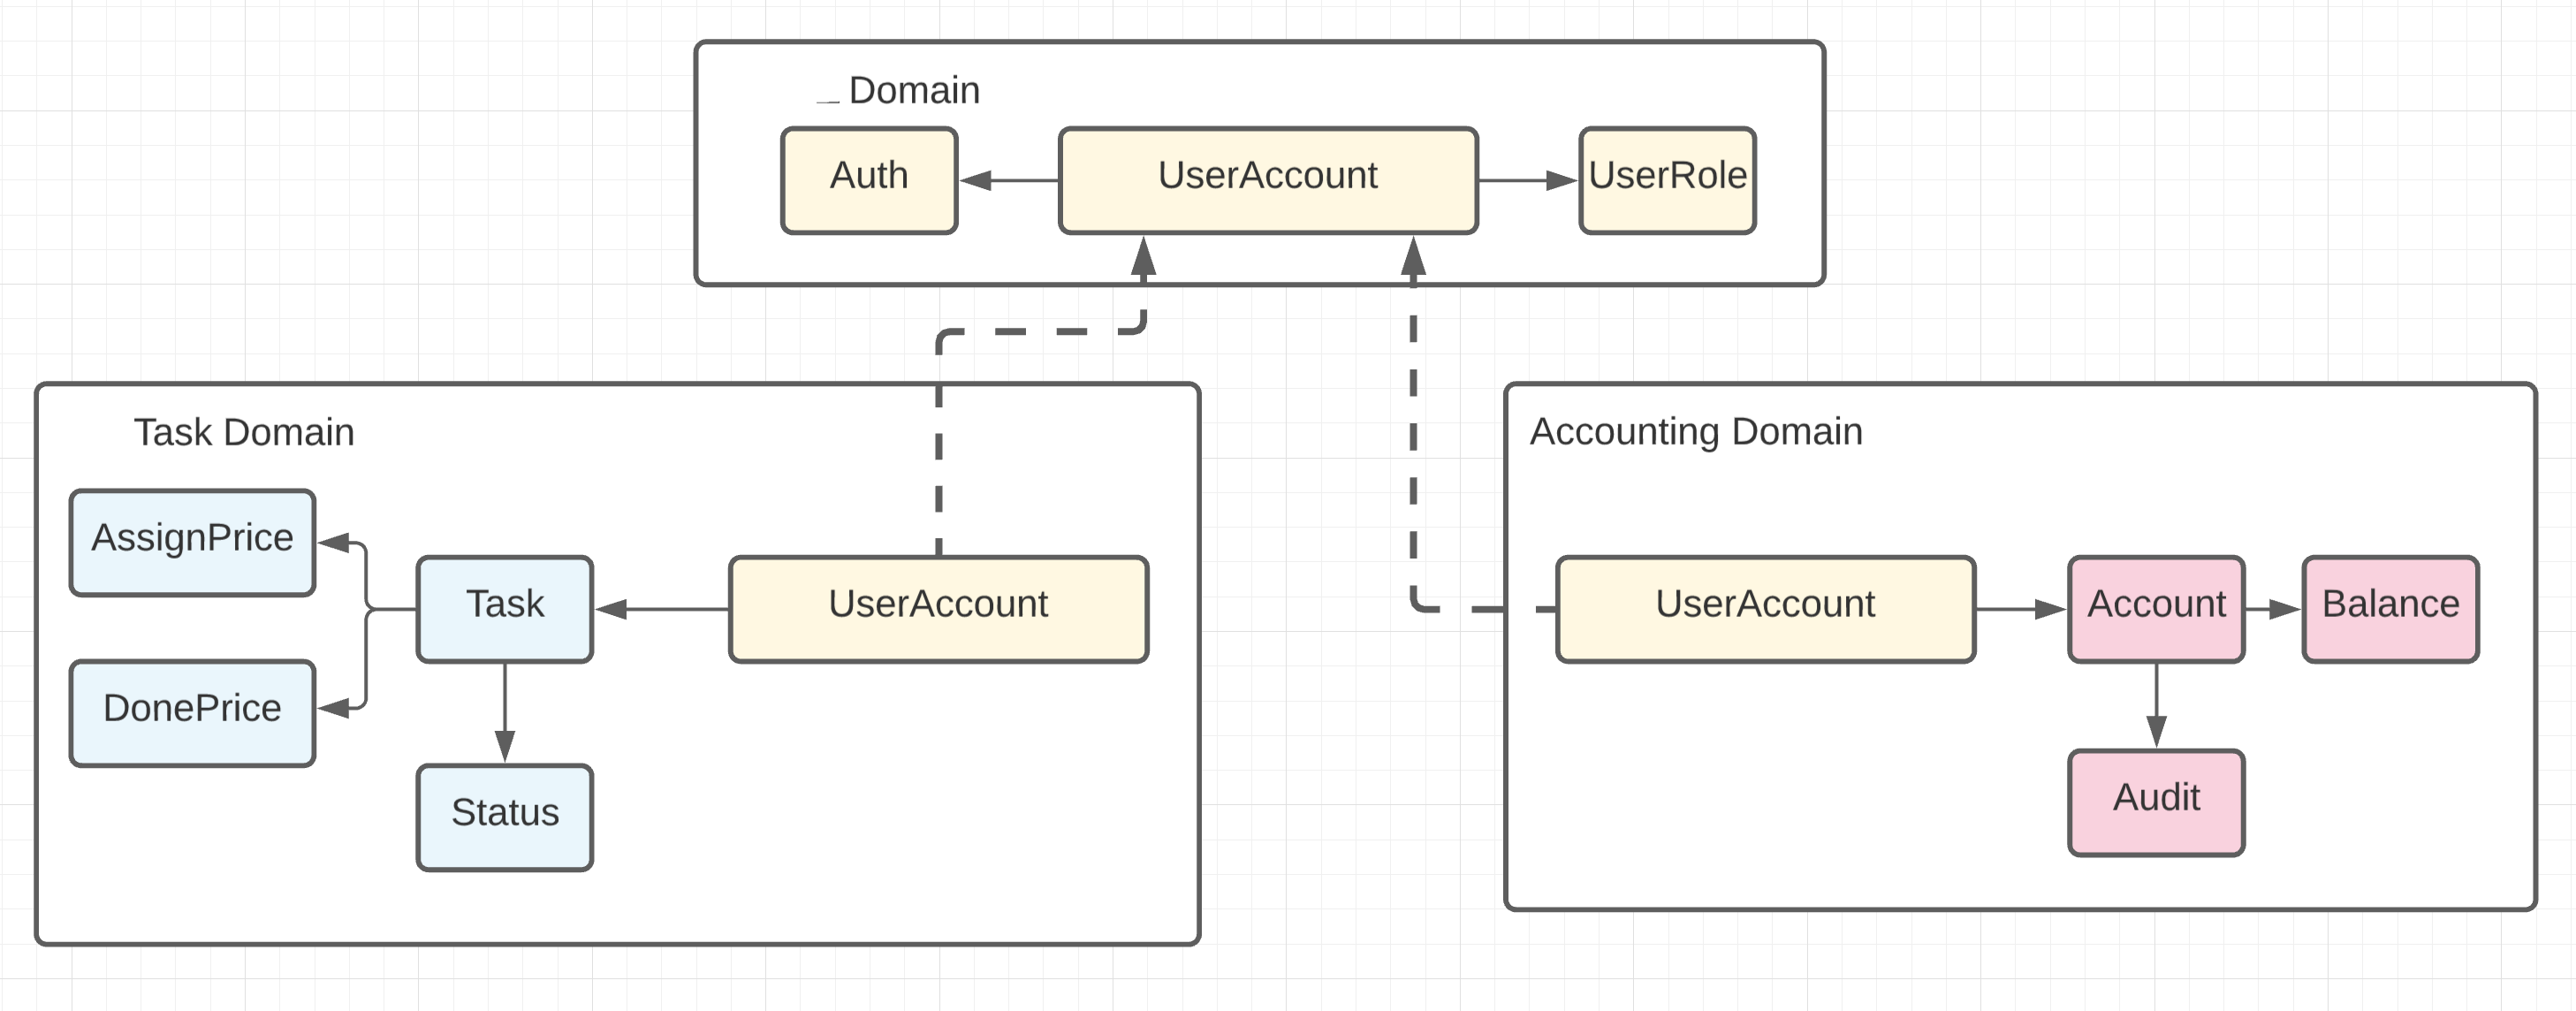 _ Domain
Auth
UserAccount
UserRole
Task Domain
AssignPrice
Task
UserAccount
DonePrice
Status
Accounting Domain
UserAccount
Account
Balance
Audit